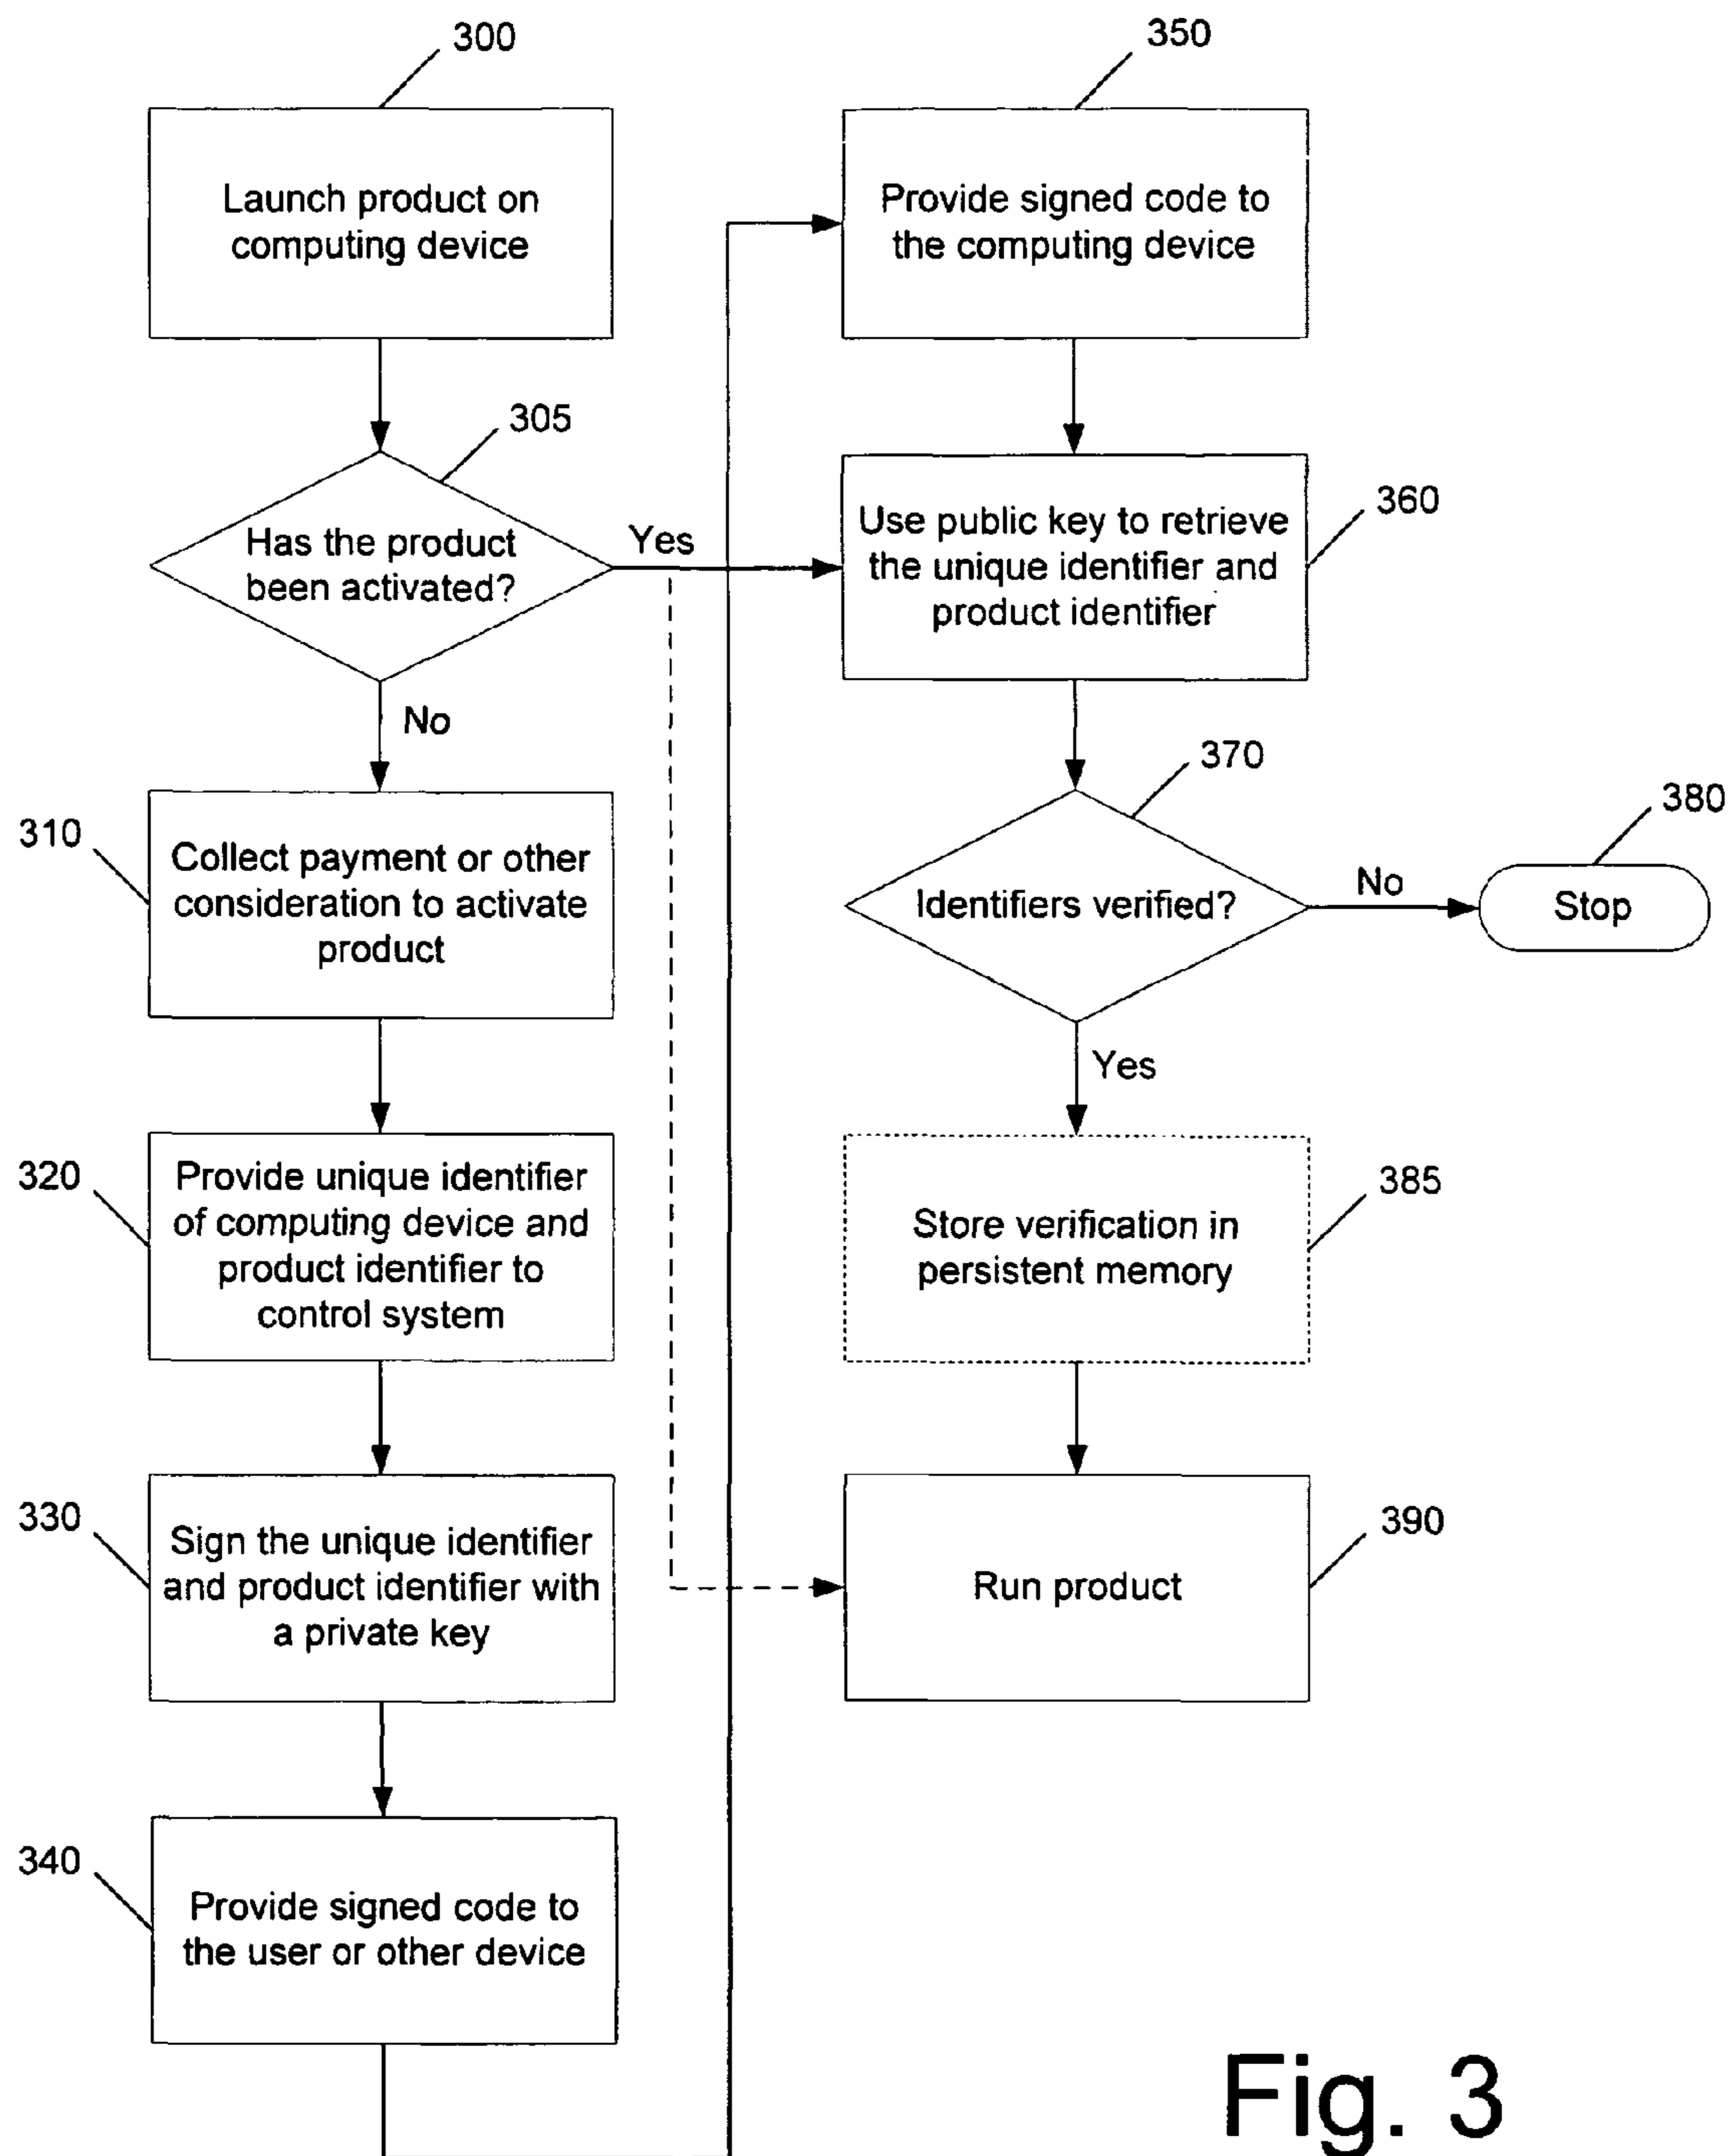 300
Launch product on
computing device
305
Has the product
been activated?
Yes
No
310
Collect payment or other
consideration to activate
product
320
Provide unique identifier
of computing device and
product identifier to
control system
330
Sign the unique identifier
and product identifier with
a private key
340
Provide signed code to
the user or other device
350
Provide signed code to
the computing device
360
Use public key to retrieve
the unique identifier and
product identifier
370
Identifiers verified?
No
380
Stop
Yes
385
Store verification in
persistent memory
390
Run product
Fig. 3